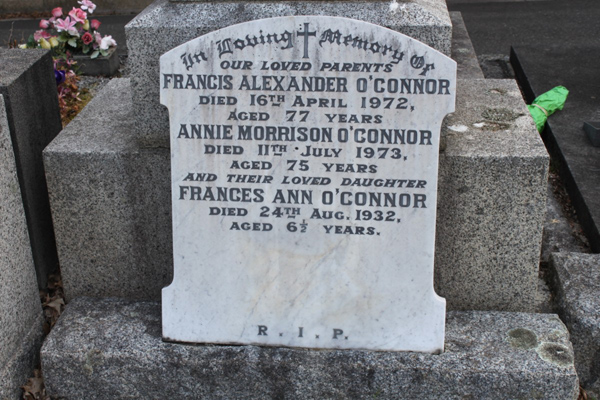 In Loving Memory Of
OUR LOVED PARENTS
FRANCIS ALEXANDER O'CONNOR
DIED 16TH APRIL 1972,
AGED 77 YEARS
ANNIE MORRISON O'CONNOR
DIED 11TH JULY 1973,
AGED 75 YEARS
AND THEIR LOVED DAUGHTER
FRANCES ANN O'CONNOR
DIED 24TH AUG. 1932,
AGED 6½ YEARS.
R. I. P.